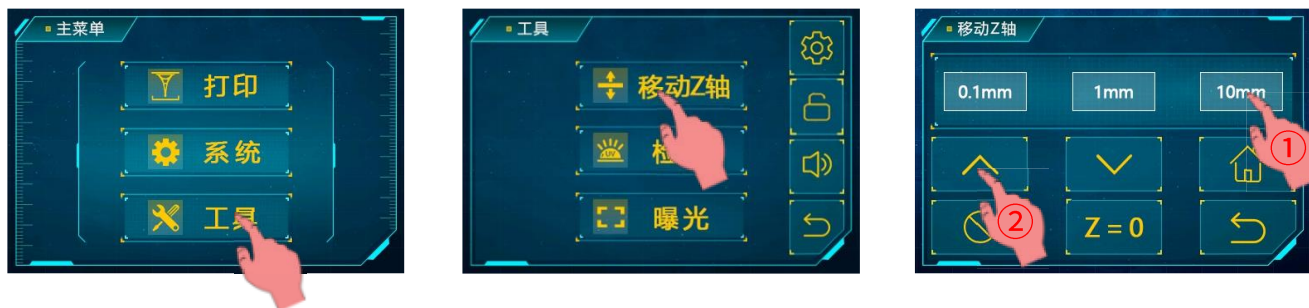 主菜单
打印
系统
工具
工具
移动Z轴
UV
曝光
移动Z轴
0.1mm
1mm
10mm
①
②
Z = 0